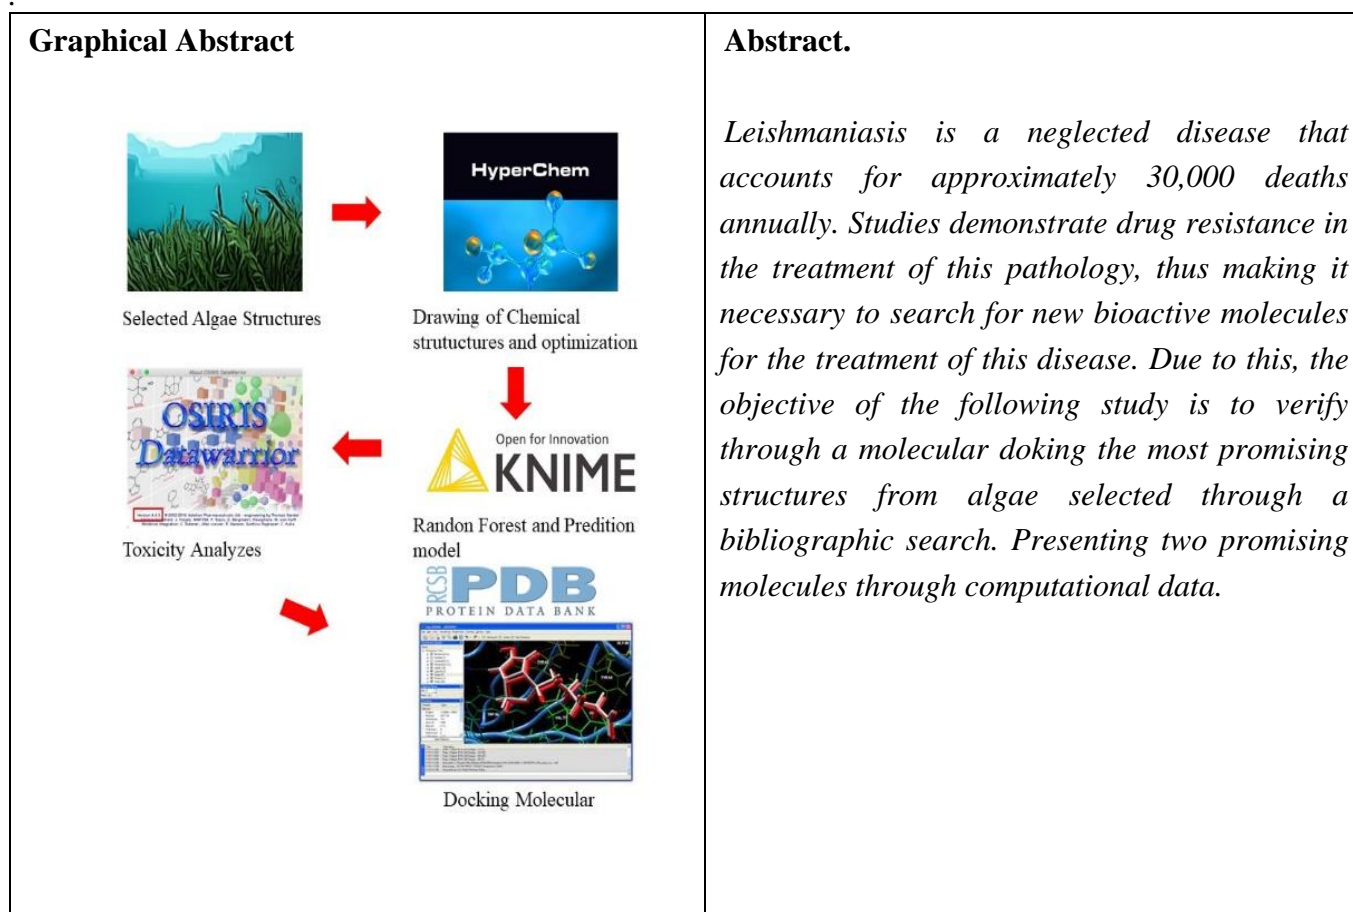 .
Graphical Abstract
HyperChem
Selected Algae Structures
Drawing of Chemical
strutuctures and optimization
OSIRIS
Datawarrior
Toxicity Analyzes
Open for Innovation
KNIME
Randon Forest and Predition
model
RCSB
PDB
PROTEIN DATA BANK
Docking Molecular
Abstract.
Leishmaniasis is a neglected disease that
accounts for approximately 30,000 deaths
annually. Studies demonstrate drug resistance in
the treatment of this pathology, thus making it
necessary to search for new bioactive molecules
for the treatment of this disease. Due to this, the
objective of the following study is to verify
through a molecular doking the most promising
structures from algae selected through a
bibliographic search. Presenting two promising
molecules through computational data.